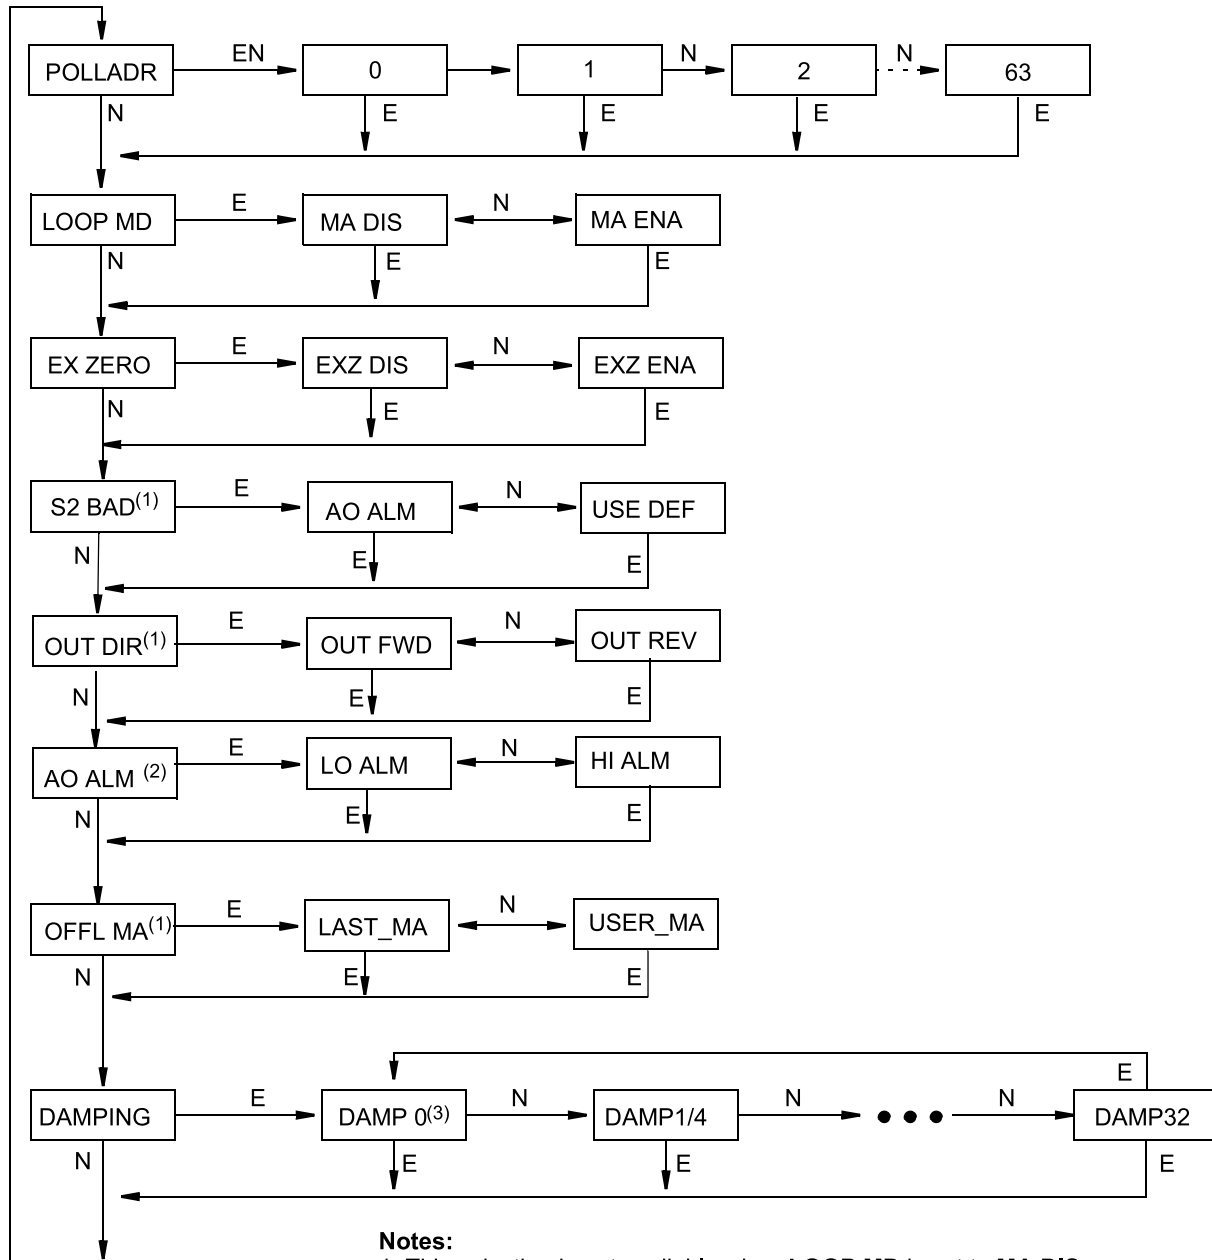 POLLADR EN 0 1 N 2 N 63
N E E E E
LOOP MD E MA DIS N MA ENA
N E E
EX ZERO E EXZ DIS N EXZ ENA
N E E
S2 BAD(1) E AO ALM N USE DEF
N E E
OUT DIR(1) E OUT FWD N OUT REV
N E E
AO ALM (2) E LO ALM N HI ALM
N E E
OFFL MA(1) E LAST_MA N USER_MA
N E E
E
DAMPING E DAMP 0(3) N DAMP1/4 N ••• N DAMP32
N E E E
Notes: